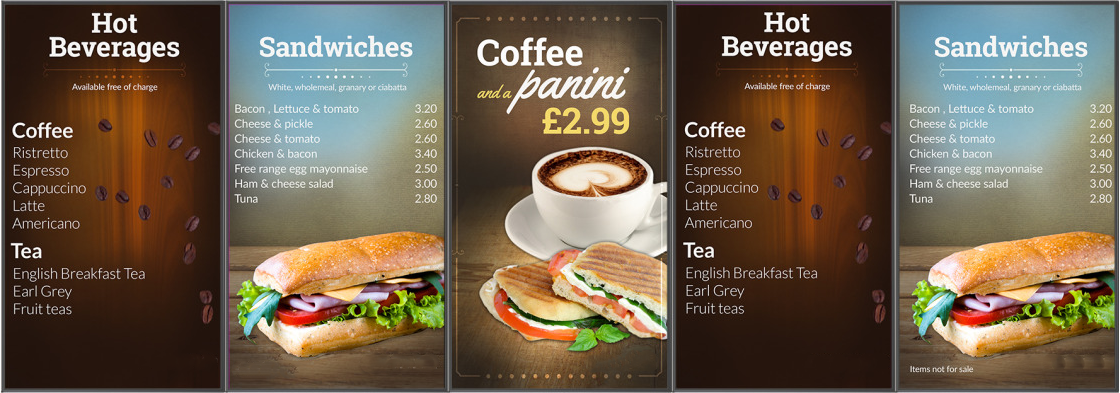 Hot
Beverages
Available free of charge
Coffee
Ristretto
Espresso
Cappuccino
Latte
Americano
Tea
English Breakfast Tea
Earl Grey
Fruit teas
Sandwiches
White, wholemeal, granary or ciabatta
Bacon , Lettuce & tomato 3.20
Cheese & pickle 2.60
Cheese & tomato 2.60
Chicken & bacon 3.40
Free range egg mayonnaise 2.50
Ham & cheese salad 3.00
Tuna 2.80
Coffee
and a panini
£2.99
Hot
Beverages
Available free of charge
Coffee
Ristretto
Espresso
Cappuccino
Latte
Americano
Tea
English Breakfast Tea
Earl Grey
Fruit teas
Sandwiches
White, wholemeal, granary or ciabatta
Bacon , Lettuce & tomato 3.20
Cheese & pickle 2.60
Cheese & tomato 2.60
Chicken & bacon 3.40
Free range egg mayonnaise 2.50
Ham & cheese salad 3.00
Tuna 2.80
Items not for sale